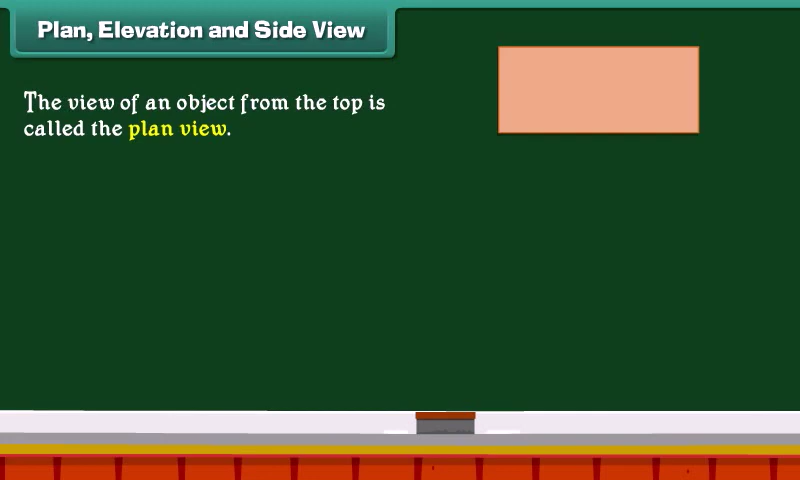 Plan, Elevation and Side View
The view of an object from the top is
called the plan view.